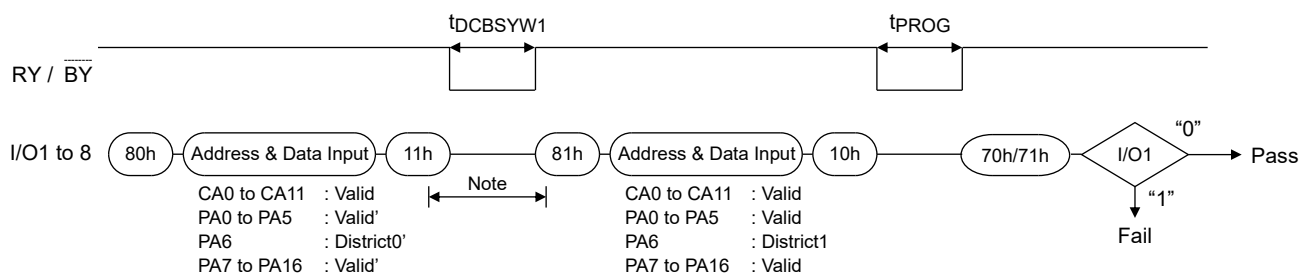 tDCBSYW1 tPROG
RY / BY
I/O1 to 8 80h Address & Data Input 11h 81h Address & Data Input 10h 70h/71h I/O1 “0” Pass
Note “1”
Fail
CA0 to CA11 : Valid
PA0 to PA5 : Valid’
PA6 : District0’
PA7 to PA16 : Valid’
CA0 to CA11 : Valid
PA0 to PA5 : Valid
PA6 : District1
PA7 to PA16 : Valid